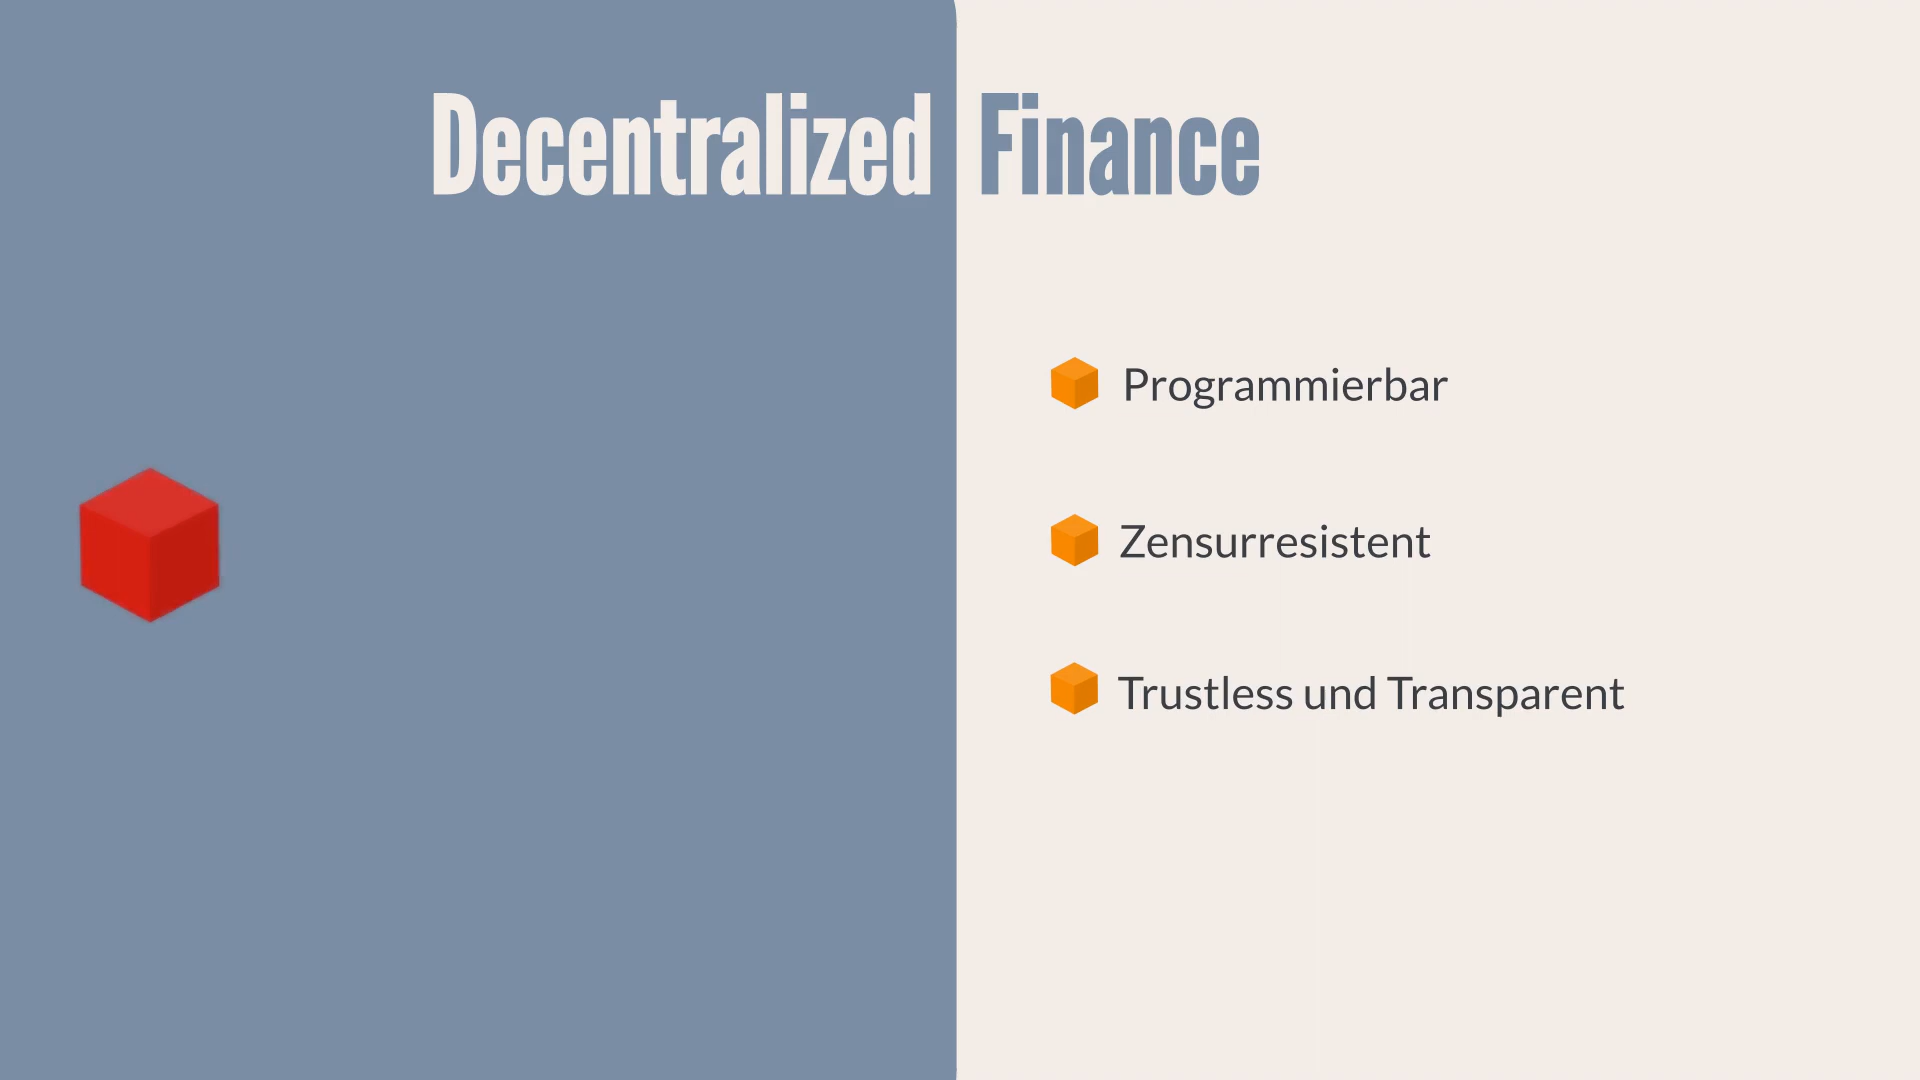 Decentralized Finance
Programmierbar
Zensurresistent
Trustless und Transparent